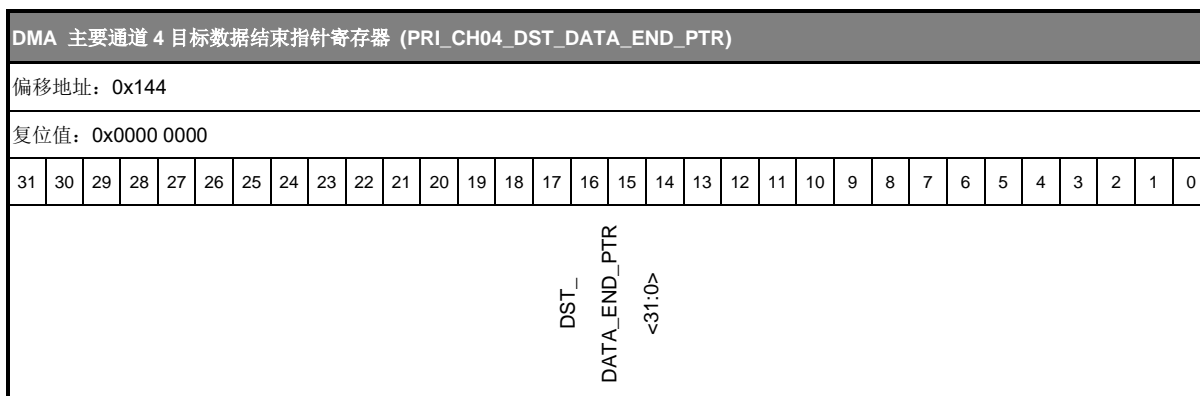 DMA 主要通道 4 目标数据结束指针寄存器 (PRI_CH04_DST_DATA_END_PTR)
偏移地址：0x144
复位值：0x0000 0000
31 30 29 28 27 26 25 24 23 22 21 20 19 18 17 16 15 14 13 12 11 10 9 8 7 6 5 4 3 2 1 0
DST_
DATA_END_PTR
<31:0>